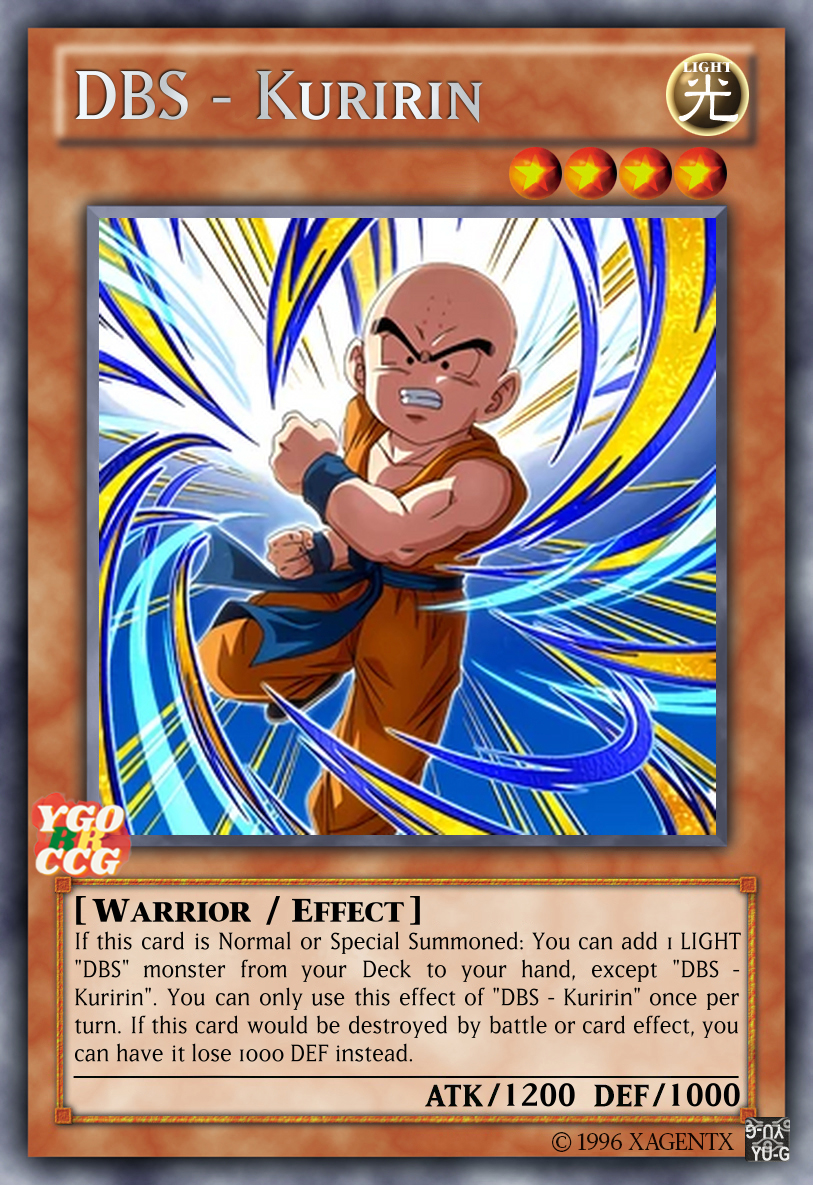 DBS - Kuririn
LIGHT
光
YGO
CCG
[ Warrior / Effect ]
If this card is Normal or Special Summoned: You can add 1 LIGHT
"DBS" monster from your Deck to your hand, except "DBS -
Kuririn". You can only use this effect of "DBS - Kuririn" once per
turn. If this card would be destroyed by battle or card effect, you
can have it lose 1000 DEF instead.
ATK/1200 DEF/1000
© 1996 XAGENTX
YU-G
YU-G